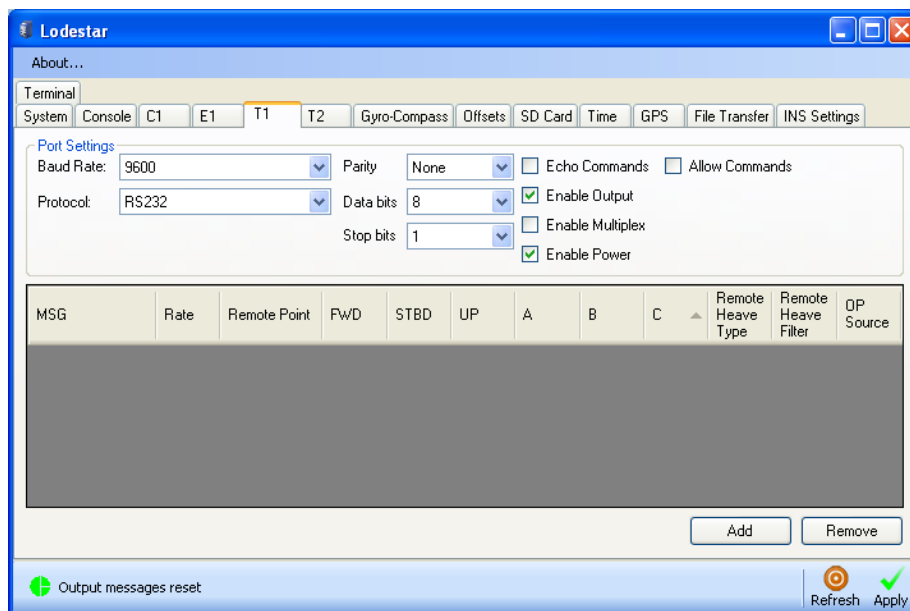 Lodestar
About...
Terminal
System Console C1 E1 T1 T2 Gyro-Compass Offsets SD Card Time GPS File Transfer INS Settings
Port Settings
Baud Rate: 9600 Parity None Echo Commands Allow Commands
Protocol: RS232 Data bits 8 Enable Output
Stop bits 1 Enable Multiplex
Enable Power
MSG Rate Remote Point FWD STBD UP A B C Remote Heave Type Remote Heave Filter OP Source
Add Remove
Output messages reset Refresh Apply